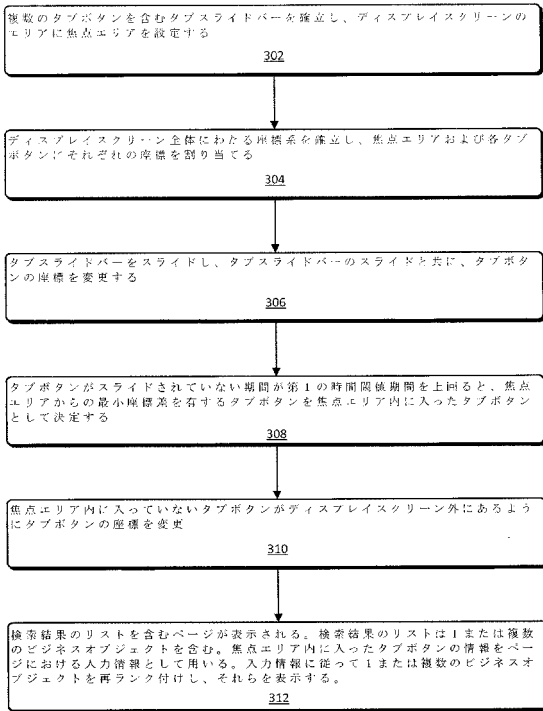 複数のタブボタンを含むタブスライドバーを確立し、ディスプレイスクリーンの
エリアに焦点エリアを設定する
302
ディスプレイスクリーン全体にわたる座標系を確立し、焦点エリアおよび各タブ
ボタンにそれぞれの座標を割り当てる
304
タブスライドバーをスライドし、タブスライドバーのスライドと共に、タブボタ
ンの座標を変更する
306
タブボタンがスライドされていない期間が第1の時間閾値期間を上回ると、焦点
エリアからの最小座標差を有するタブボタンを焦点エリア内に入ったタブボタン
として決定する
308
焦点エリア内に入っていないタブボタンがディスプレイスクリーン外にあるよう
にタブボタンの座標を変更
310
検索結果のリストを含むページが表示される。検索結果のリストは1または複数
のビジネスオブジェクトを含む。焦点エリア内に入ったタブボタンの情報をペ
ージにおける入力情報として用いる。入力情報に従って1または複数のビジネスオ
ブジェクトを再ランク付けし、それらを表示する。
312